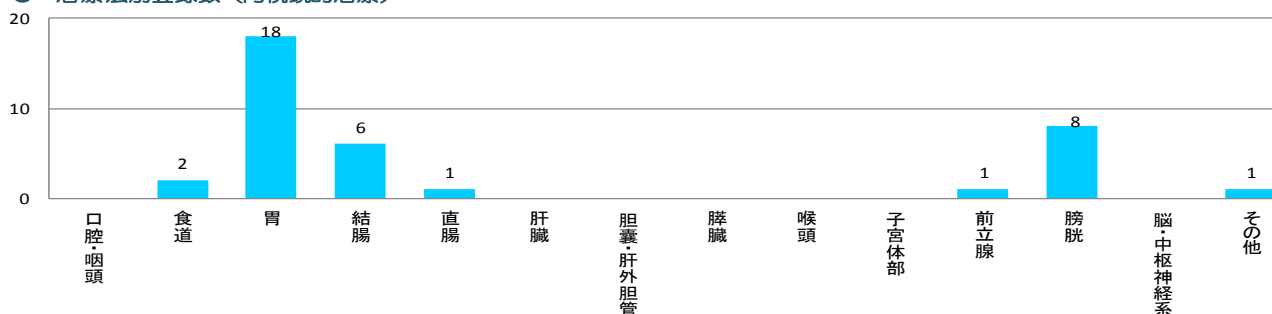 20
10
0
2
18
6
1
1
8
1
口腔・咽頭
食道
胃
結腸
直腸
肝臓
胆嚢・肝外胆管
膵臓
喉頭
子宮体部
前立腺
膀胱
脳・中枢神経系
その他